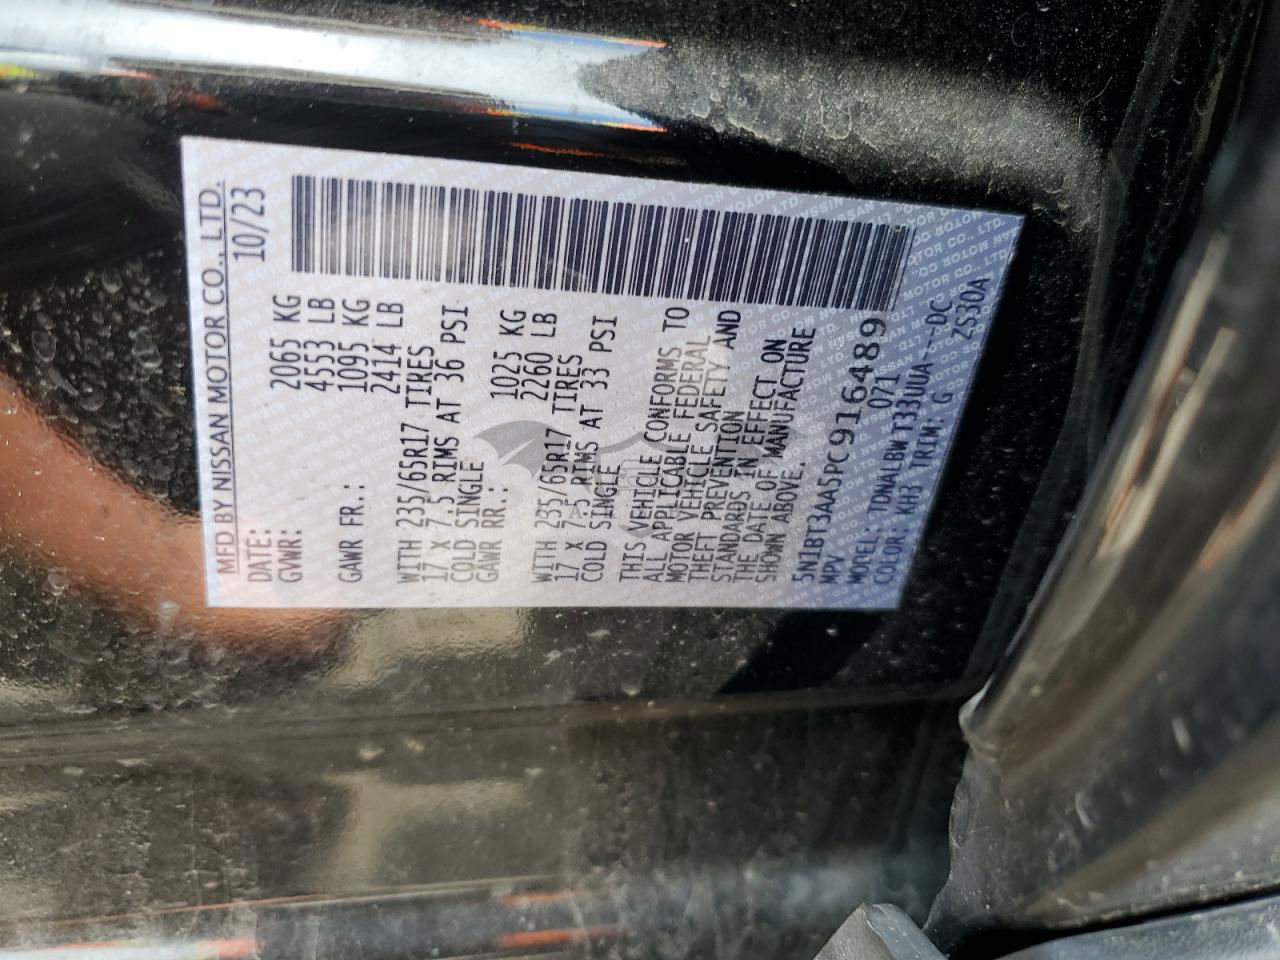 MFD BY NISSAN MOTOR CO., LTD.
DATE: 10/23
GVWR: 2065 KG
4553 LB
GAWR FR.: 1095 KG
2414 LB
WITH 235/65R17 TIRES
17 x 7.5 RIMS AT 36 PSI
COLD SINGLE
GAWR RR.: 1025 KG
2260 LB
WITH 235/65R17 TIRES
17 x 7.5 RIMS AT 33 PSI
COLD SINGLE
THIS VEHICLE CONFORMS TO
ALL APPLICABLE FEDERAL
MOTOR VEHICLE SAFETY AND
THEFT PREVENTION
STANDARDS IN EFFECT ON
THE DATE OF MANUFACTURE
SHOWN ABOVE.
5N1BT3AA5PC916489
MPV 071
MODEL: TDNALBW T33UUA---DC
COLOR: KH3 TRIM: G ZS30A